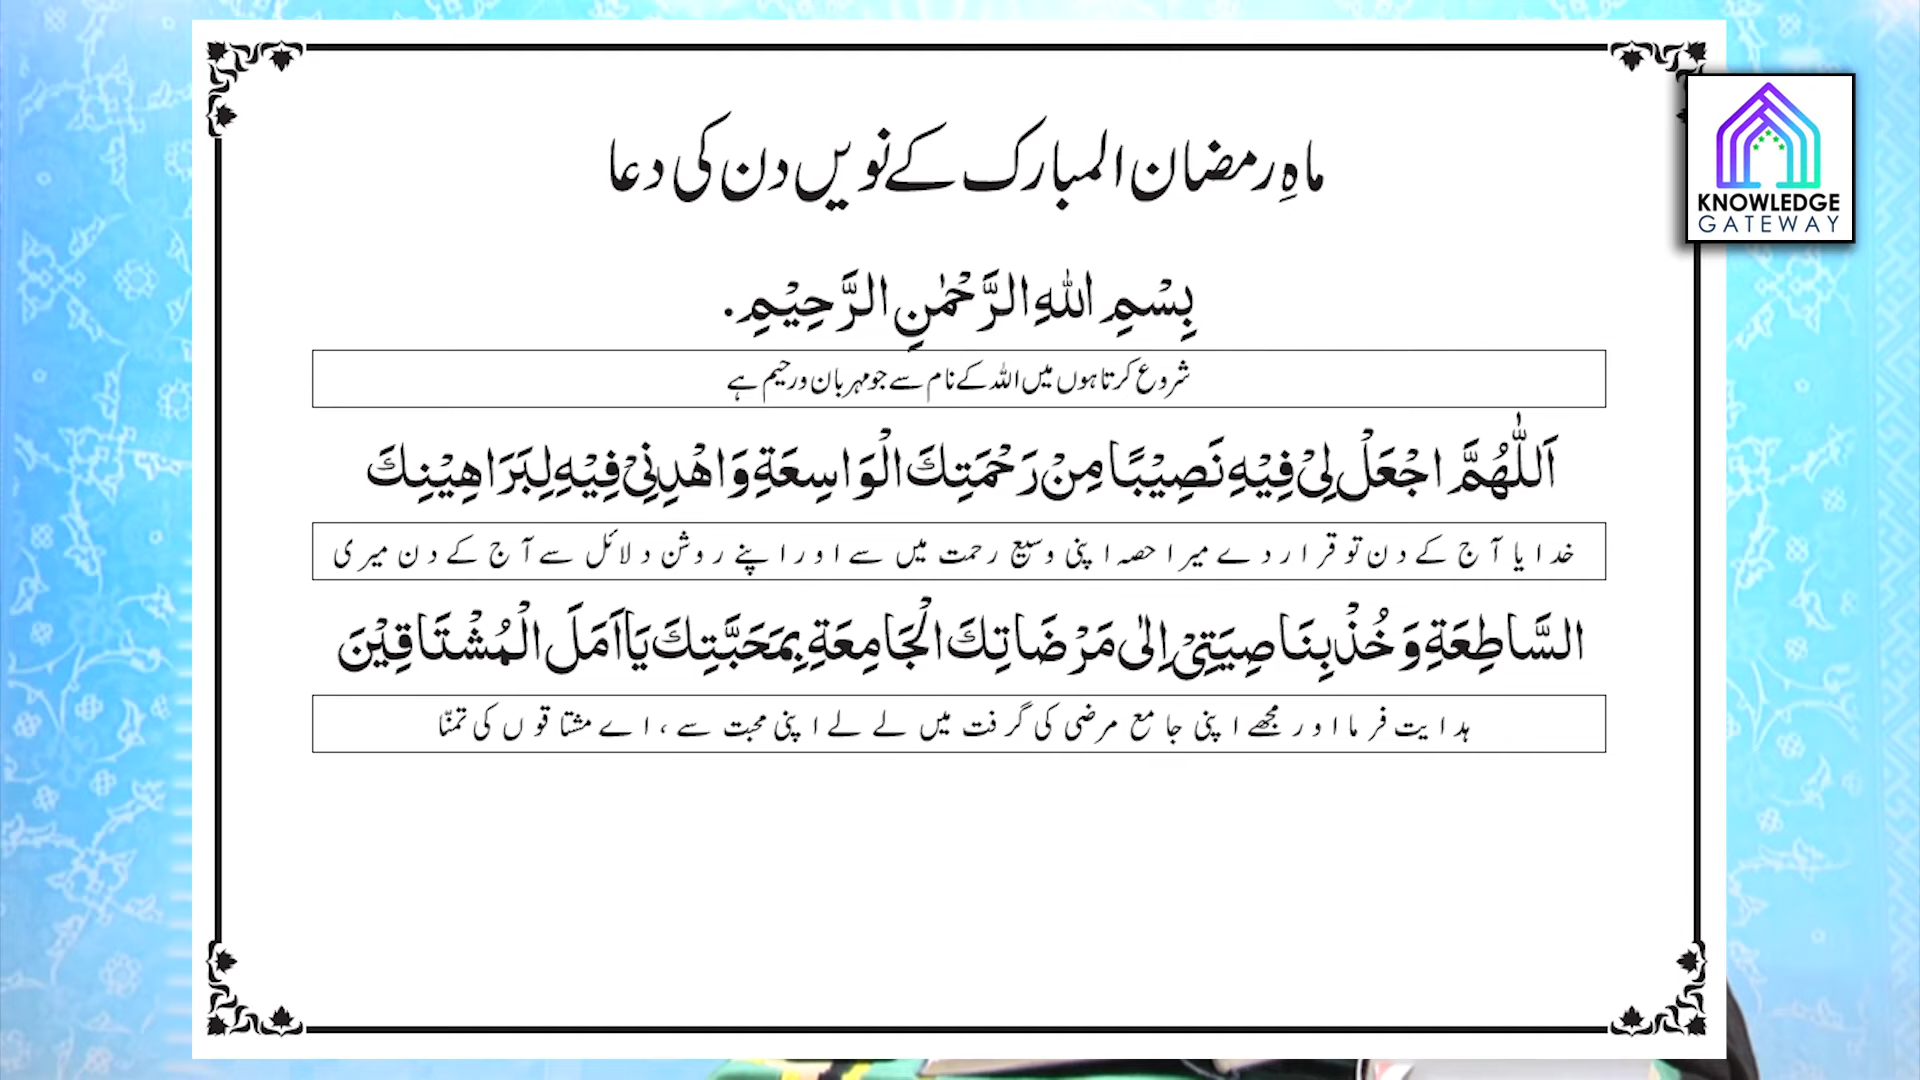 ماہِ رمضان المبارک کے نویں دن کی دعا
KNOWLEDGE
GATEWAY
بِسْمِ اللّٰهِ الرَّحْمٰنِ الرَّحِيْمِ.
شروع کرتا ہوں میں اللہ کے نام سے جو مہربان و رحیم ہے
اَللّٰهُمَّ اجْعَلْ لِیْ فِيْهِ نَصِيْبًا مِنْ رَحْمَتِكَ الْوَاسِعَةِ وَاهْدِنِیْ فِيْهِ لِبَرَاهِيْنِكَ
خدایا آج کے دن تو قرار دے میرا حصہ اپنی وسیع رحمت میں سے اور اپنے روشن دلائل سے آج کے دن میری
السَّاطِعَةِ وَخُذْ بِنَاصِيَتِیْ اِلٰی مَرْضَاتِكَ الْجَامِعَةِ بِمَحَبَّتِكَ يَا اَمَلَ الْمُشْتَاقِيْنَ
ہدایت فرما اور مجھے اپنی جامع مرضی کی گرفت میں لے لے اپنی محبت سے ، اے مشتاقوں کی تمنّا